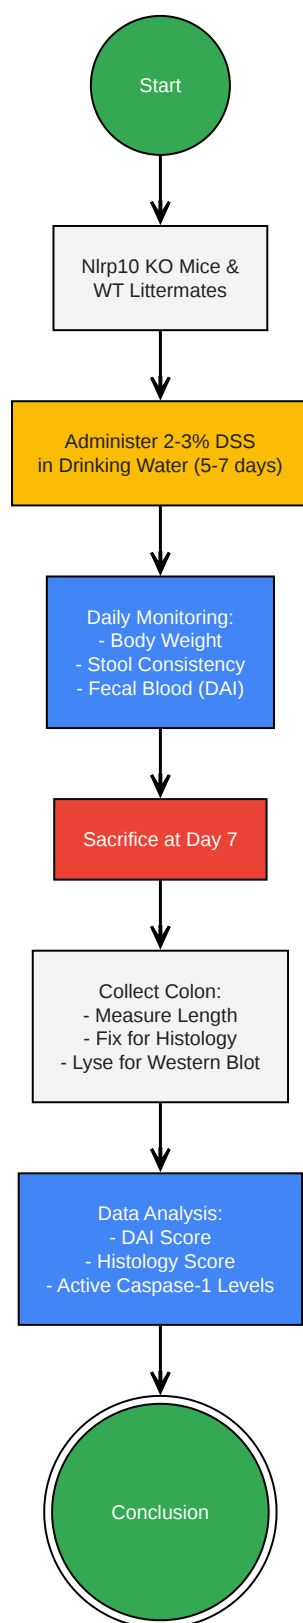 Start
Nlrp10 KO Mice &
WT Littermates
Administer 2-3% DSS
in Drinking Water (5-7 days)
Daily Monitoring:
- Body Weight
- Stool Consistency
- Fecal Blood (DAI)
Sacrifice at Day 7
Collect Colon:
- Measure Length
- Fix for Histology
- Lyse for Western Blot
Data Analysis:
- DAI Score
- Histology Score
- Active Caspase-1 Levels
Conclusion